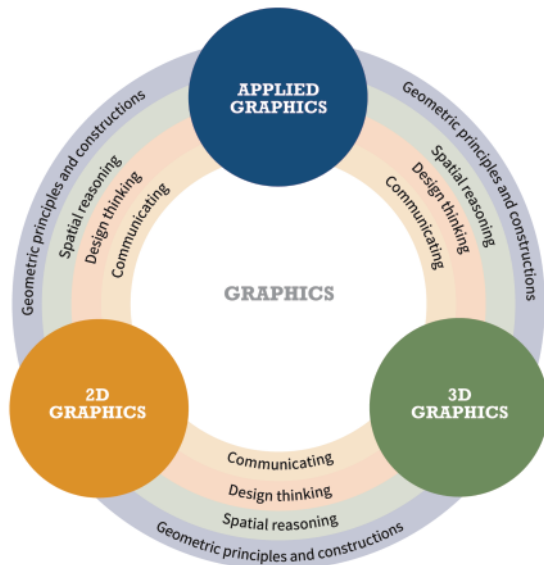 APPLIED
GRAPHICS
Geometric principles and constructions
Spatial reasoning
Design thinking
Communicating
Geometric principles and constructions
Spatial reasoning
Design thinking
Communicating
GRAPHICS
2D
GRAPHICS
3D
GRAPHICS
Communicating
Design thinking
Spatial reasoning
Geometric principles and constructions